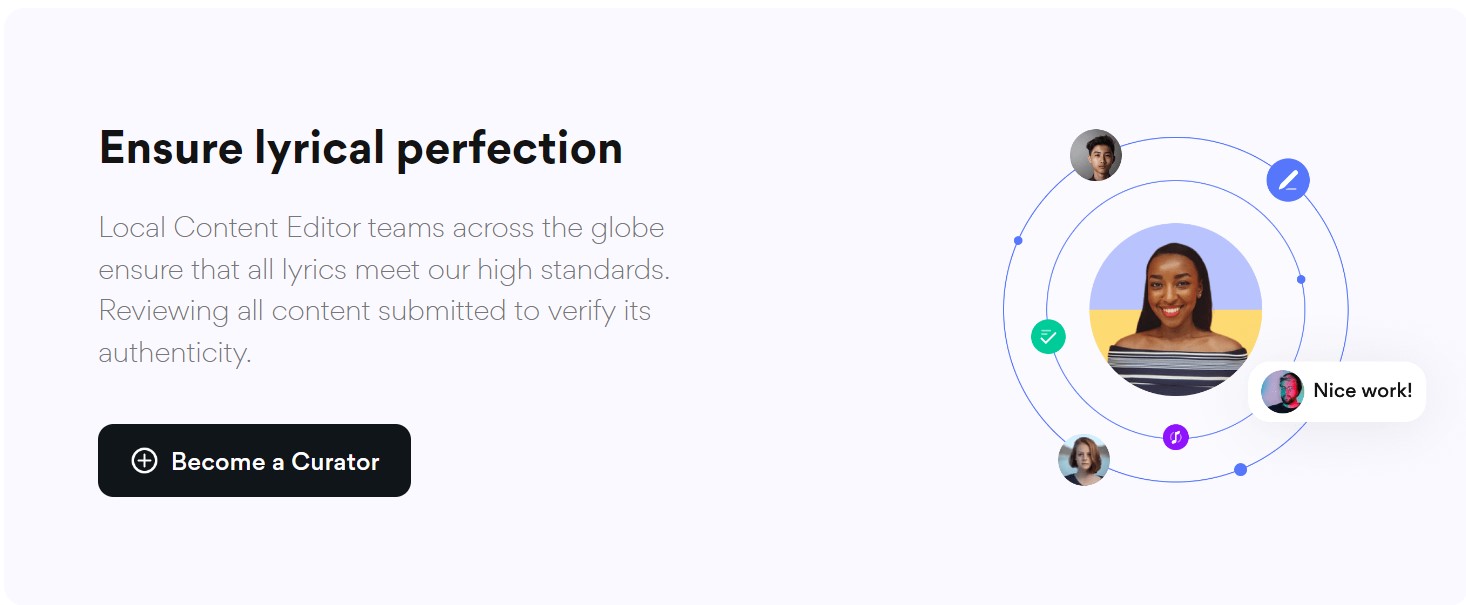 Ensure lyrical perfection
Local Content Editor teams across the globe
ensure that all lyrics meet our high standards.
Reviewing all content submitted to verify its
authenticity.
Become a Curator
Nice work!